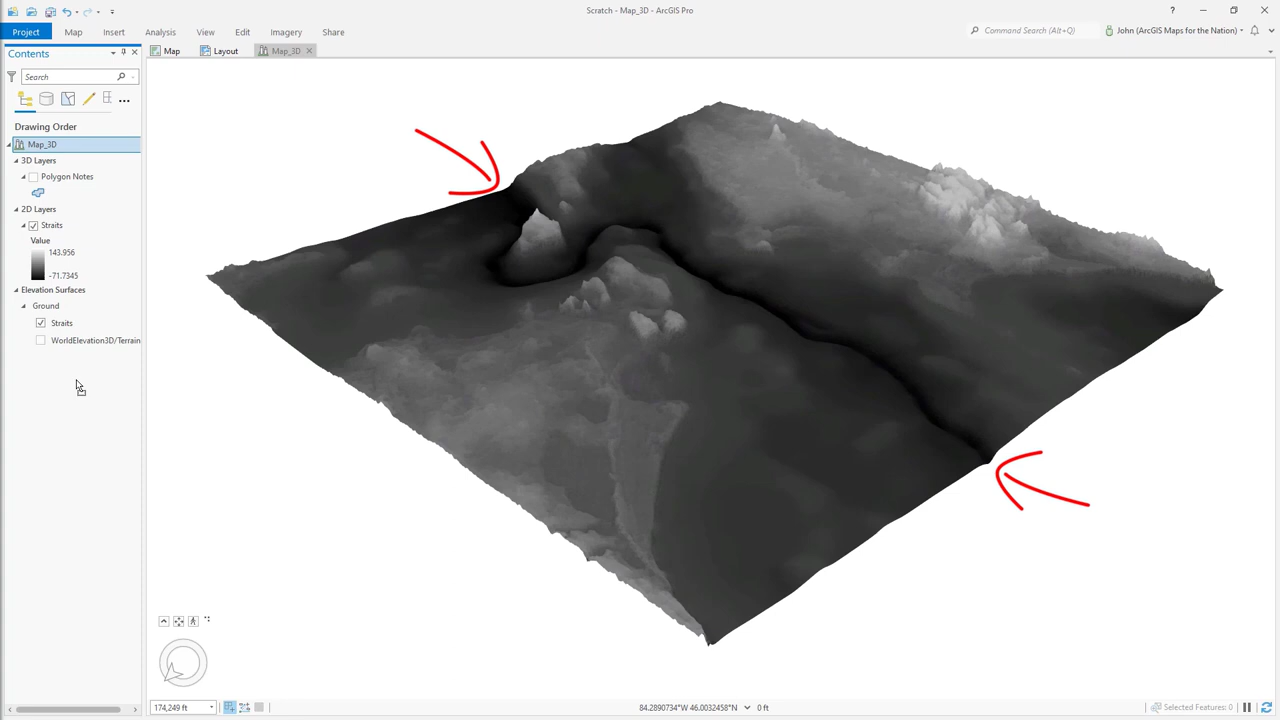 Scratch - Map_3D - ArcGIS Pro
?
Project Map Insert Analysis View Edit Imagery Share
Command Search (Alt+Q)
John (ArcGIS Maps for the Nation)
Contents
Map Layout Map_3D
Search
Drawing Order
Map_3D
3D Layers
Polygon Notes
2D Layers
Straits
Value
143.956
-71.7345
Elevation Surfaces
Ground
Straits
WorldElevation3D/Terrain
174,249 ft
84.2890734°W 46.0032458°N
0 ft
Selected Features: 0